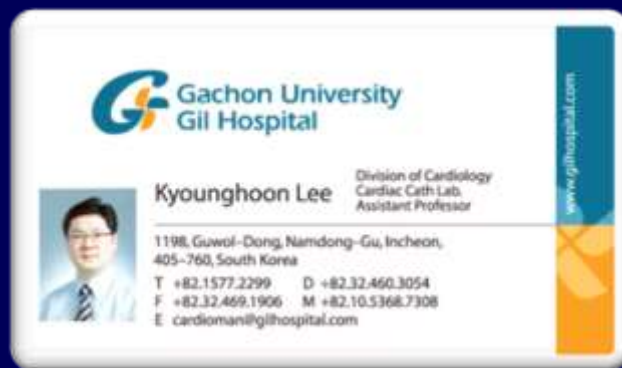 Gachon University
Gil Hospital
www.gilhospital.com
Kyounghoon Lee
Division of Cardiology
Cardiac Cath Lab.
Assistant Professor
1198, Guwol-Dong, Namdong-Gu, Incheon,
405-760, South Korea
T +82.1577.2299 D +82.32.460.3054
F +82.32.469.1906 M +82.10.5368.7308
E cardioman@gilhospital.com